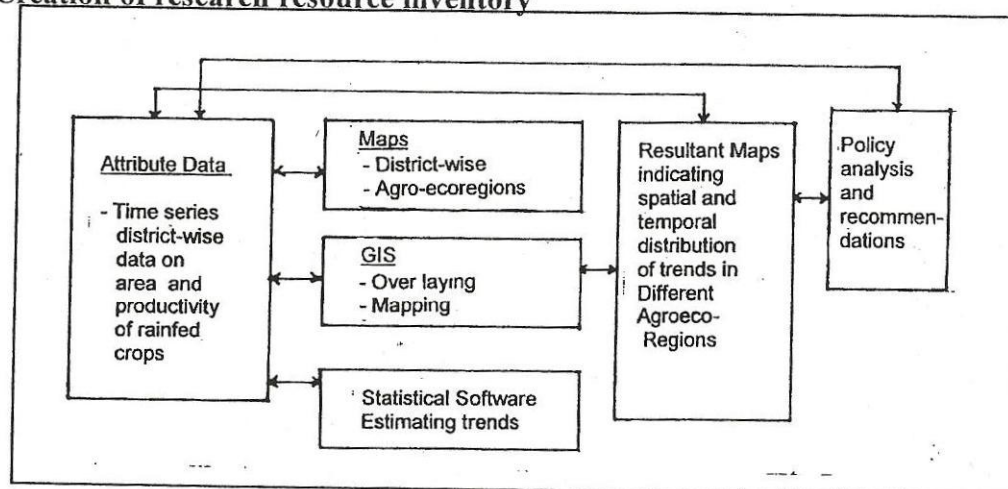 Creation of research resource inventory
Attribute Data
- Time series
district-wise
data on
area and
productivity
of rainfed
crops
Maps
- District-wise
- Agro-ecoregions
GIS
- Over laying
- Mapping
Statistical Software
Estimating trends
Resultant Maps
indicating
spatial and
temporal
distribution
of trends in
Different
Agroeco-
Regions
Policy
analysis
and
recommen-
dations